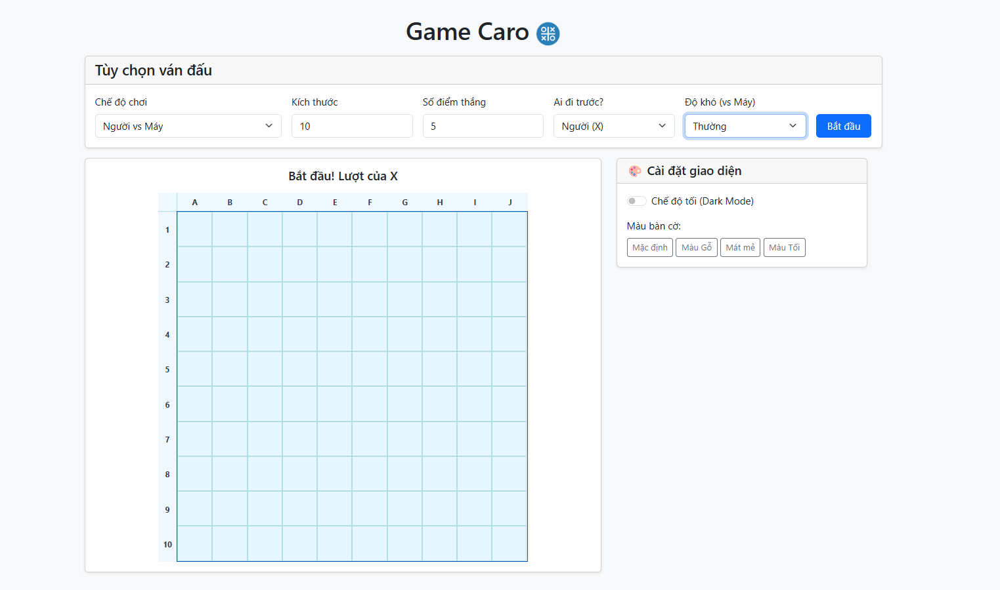 Game Caro
Tùy chọn ván đấu
Chế độ chơi
Kích thước
Số điểm thắng
Ai đi trước?
Độ khó (vs Máy)
Người vs Máy
10
5
Người (X)
Thường
Bắt đầu
Bắt đầu! Lượt của X
A B C D E F G H I J
1
2
3
4
5
6
7
8
9
10
Cài đặt giao diện
Chế độ tối (Dark Mode)
Màu bàn cờ:
Mặc định
Màu Gỗ
Mát mẻ
Màu Tối